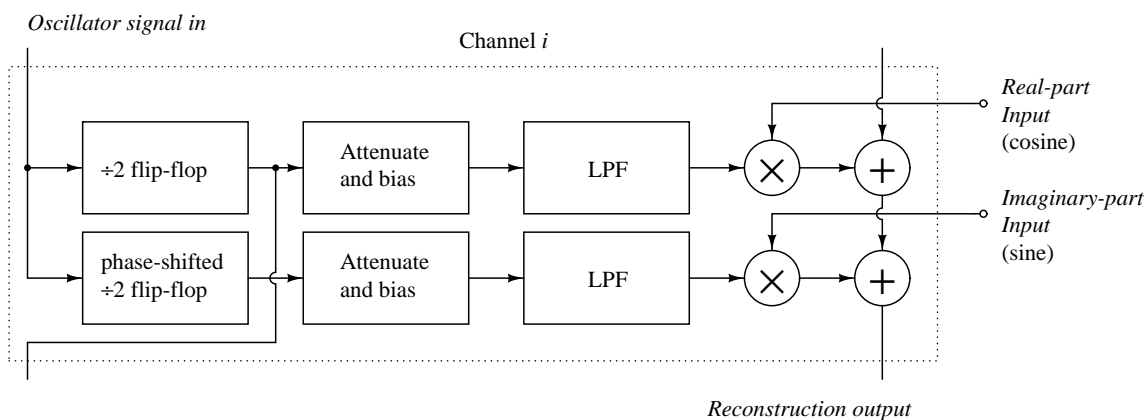 Oscillator signal in
Channel i
Real-part
Input
(cosine)
÷2 flip-flop
Attenuate
and bias
LPF
×
+
Imaginary-part
Input
(sine)
phase-shifted
÷2 flip-flop
Attenuate
and bias
LPF
×
+
Reconstruction output